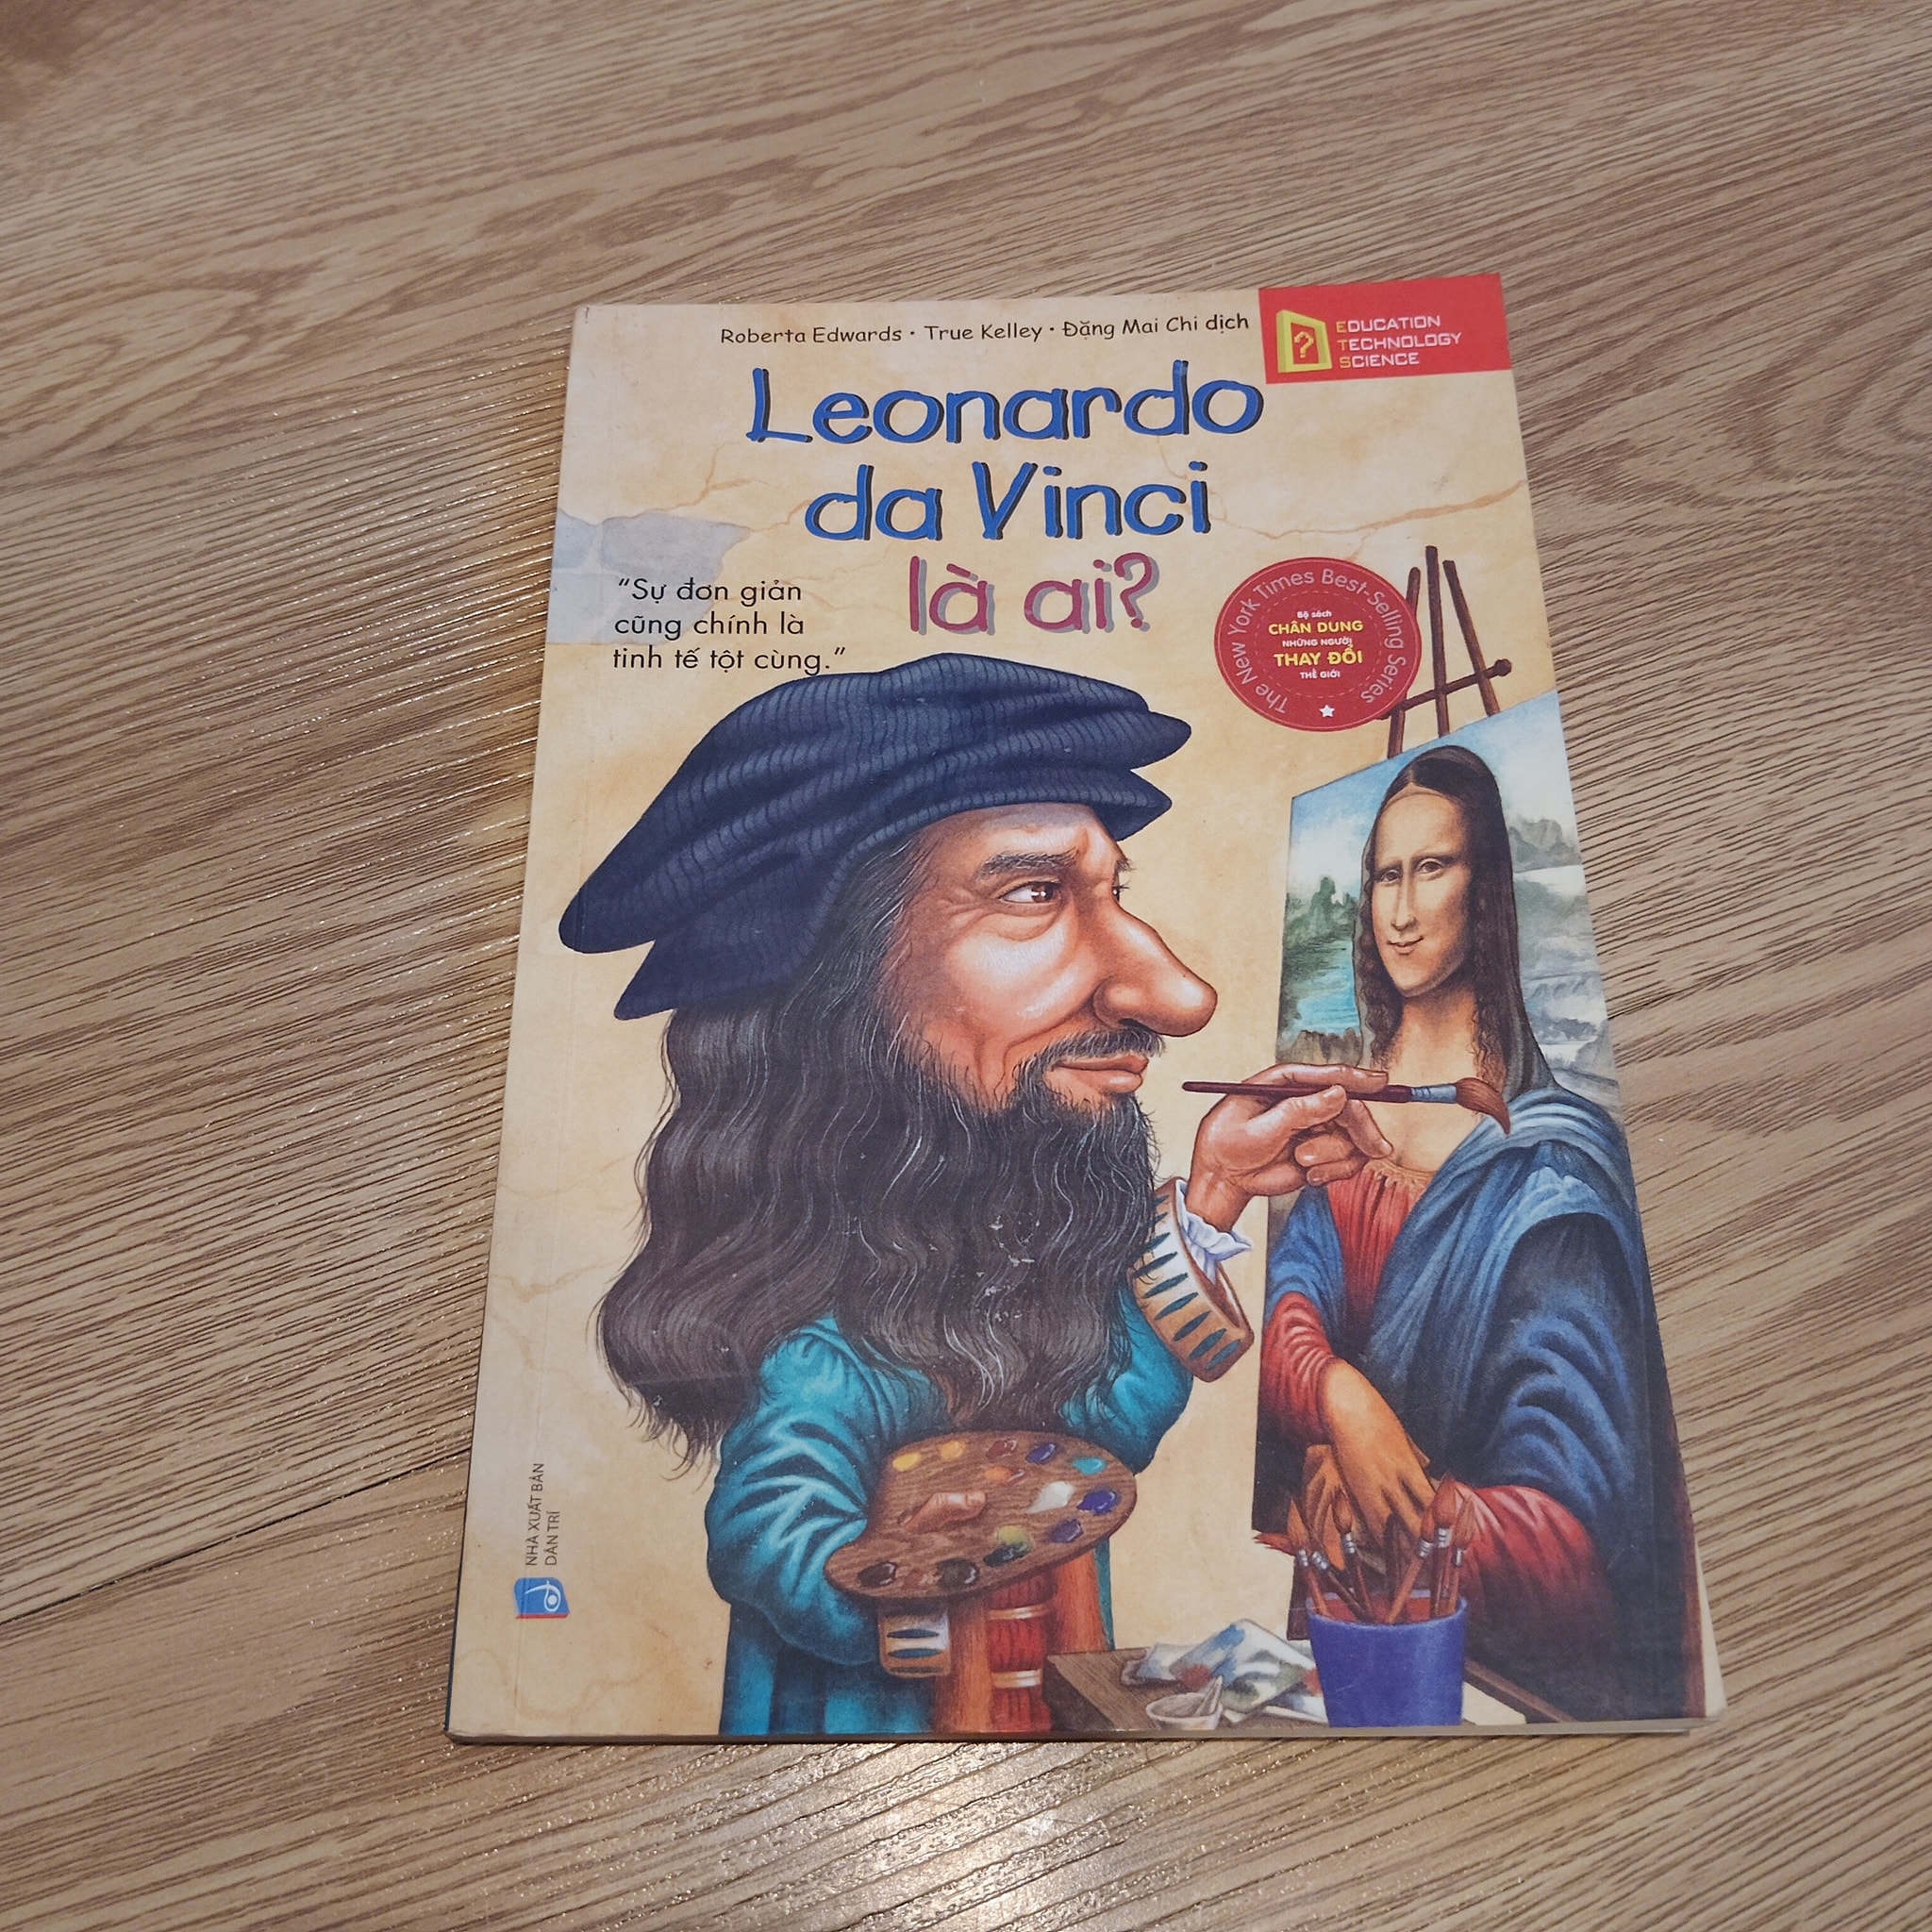 Roberta Edwards • True Kelley • Đặng Mai Chi dịch
EDUCATION
TECHNOLOGY
SCIENCE
Leonardo
da Vinci
là ai?
“Sự đơn giản
cũng chính là
tinh tế tột cùng.”
The New York Times Best-Selling Series
Bộ sách
CHÂN DUNG
NHỮNG NGƯỜI
THAY ĐỔI
THẾ GIỚI
NHÀ XUẤT BẢN
DÂN TRÍ